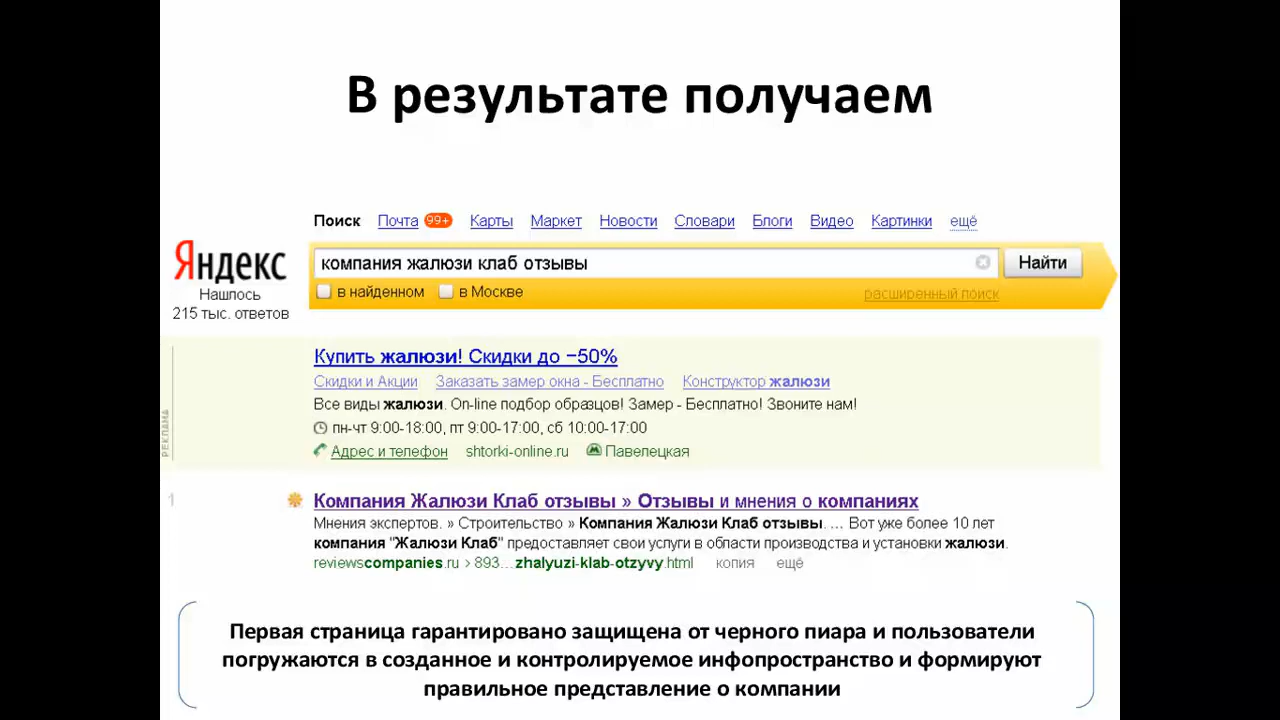 В результате получаем
Поиск Почта 99+ Карты Маркет Новости Словари Блоги Видео Картинки ещё
Яндекс
компания жалюзи клаб отзывы
Найти
в найденном в Москве расширенный поиск
Нашлось
215 тыс. ответов
РЕКЛАМА
Купить жалюзи! Скидки до −50%
Скидки и Акции Заказать замер окна - Бесплатно Конструктор жалюзи
Все виды жалюзи. On-line подбор образцов! Замер - Бесплатно! Звоните нам!
пн-чт 9:00-18:00, пт 9:00-17:00, сб 10:00-17:00
Адрес и телефон shtorki-online.ru Павелецкая
1
Компания Жалюзи Клаб отзывы » Отзывы и мнения о компаниях
Мнения экспертов. » Строительство » Компания Жалюзи Клаб отзывы. ... Вот уже более 10 лет
компания "Жалюзи Клаб" предоставляет свои услуги в области производства и установки жалюзи.
reviewscompanies.ru › 893...zhalyuzi-klab-otzyvy.html копия ещё
Первая страница гарантировано защищена от черного пиара и пользователи
погружаются в созданное и контролируемое инфопространство и формируют
правильное представление о компании